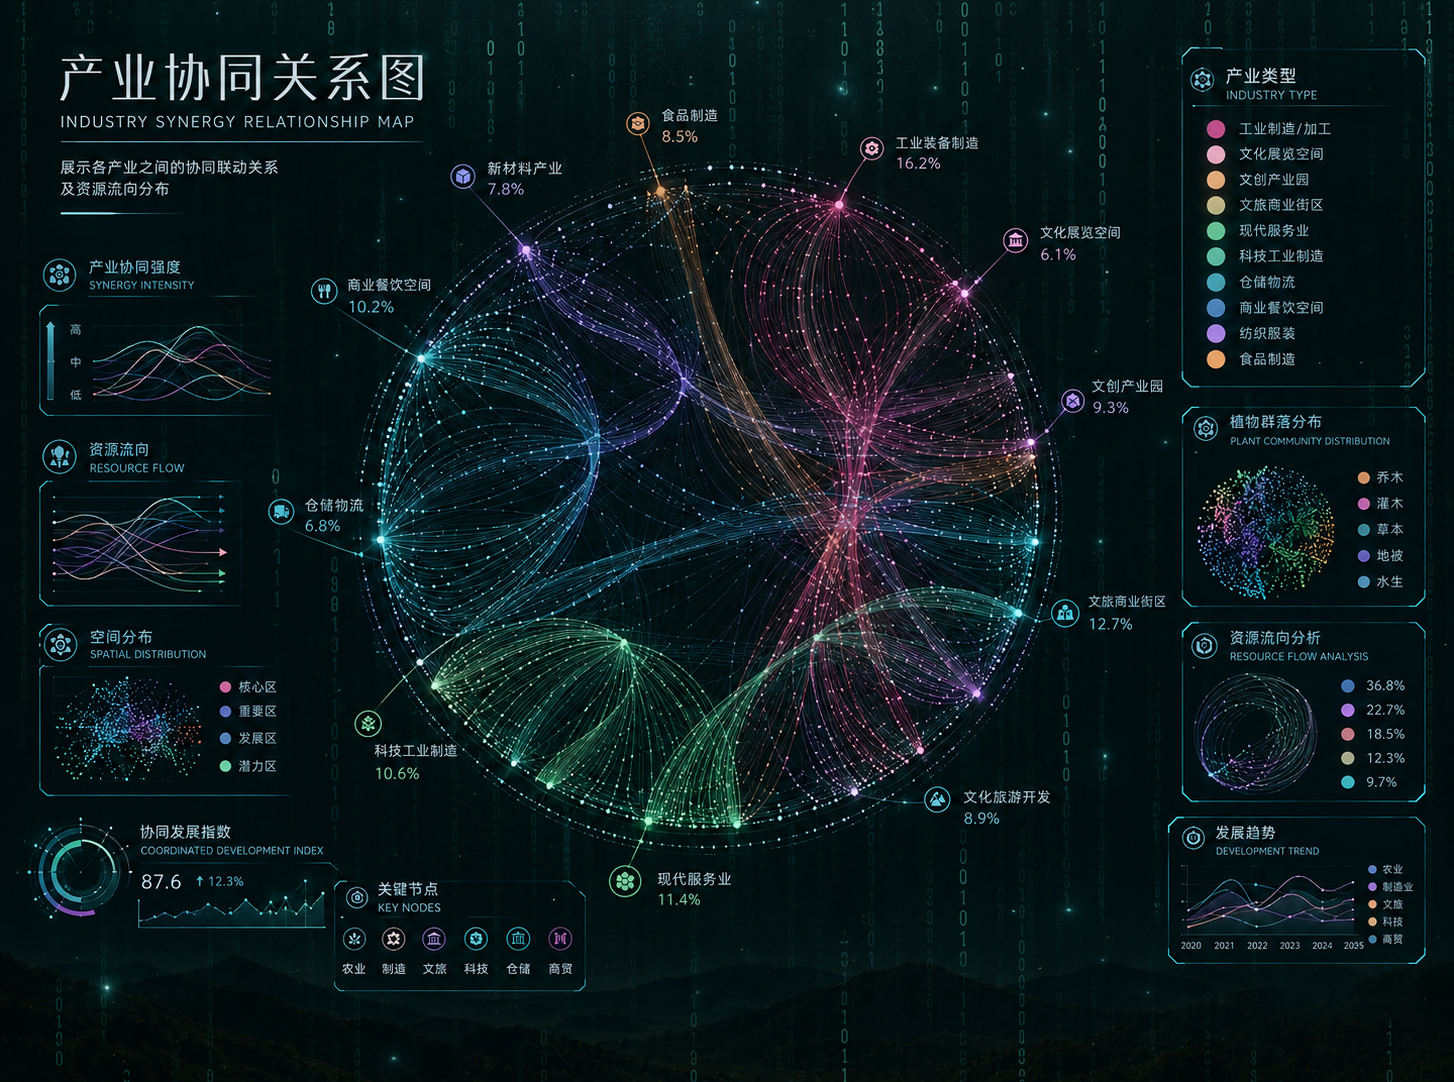 产业协同关系图
INDUSTRY SYNERGY RELATIONSHIP MAP
展示各产业之间的协同联动关系
及资源流向分布
产业协同强度
SYNERGY INTENSITY
高
中
低
资源流向
RESOURCE FLOW
空间分布
SPATIAL DISTRIBUTION
核心区
重要区
发展区
潜力区
协同发展指数
COORDINATED DEVELOPMENT INDEX
87.6 ↑ 12.3%
关键节点
KEY NODES
农业 制造 文旅 科技 仓储 商贸
食品制造
8.5%
工业装备制造
16.2%
新材料产业
7.8%
文化展览空间
6.1%
商业餐饮空间
10.2%
文创产业园
9.3%
仓储物流
6.8%
文旅商业街区
12.7%
科技工业制造
10.6%
文化旅游开发
8.9%
现代服务业
11.4%
产业类型
INDUSTRY TYPE
工业制造/加工
文化展览空间
文创产业园
文旅商业街区
现代服务业
科技工业制造
仓储物流
商业餐饮空间
纺织服装
食品制造
植物群落分布
PLANT COMMUNITY DISTRIBUTION
乔木
灌木
草本
地被
水生
资源流向分析
RESOURCE FLOW ANALYSIS
36.8%
22.7%
18.5%
12.3%
9.7%
发展趋势
DEVELOPMENT TREND
农业
制造业
文旅
科技
商贸
2020 2021 2022 2023 2024 2035